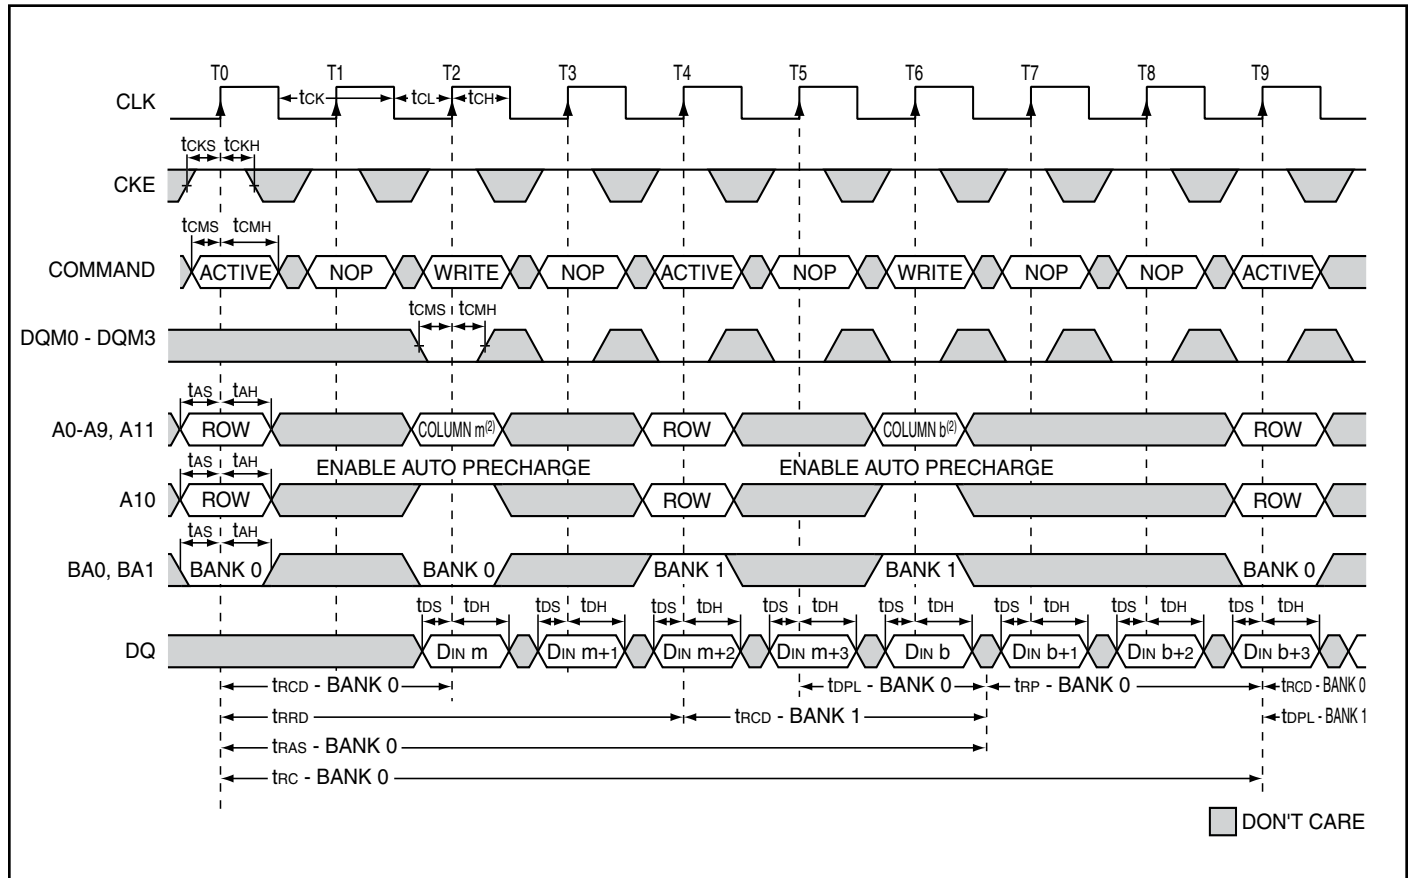 T0 T1 T2 T3 T4 T5 T6 T7 T8 T9
CLK tCK tCL tCH
tCKS tCKH
CKE
tCMS tCMH
COMMAND ACTIVE NOP WRITE NOP ACTIVE NOP WRITE NOP NOP ACTIVE
tCMS tCMH
DQM0 - DQM3
tAS tAH
A0-A9, A11 ROW COLUMN m(2) ROW COLUMN b(2) ROW
tAS tAH ENABLE AUTO PRECHARGE ENABLE AUTO PRECHARGE
A10 ROW ROW ROW
tAS tAH
BA0, BA1 BANK 0 BANK 0 BANK 1 BANK 1 BANK 0
tDS tDH tDS tDH tDS tDH tDS tDH tDS tDH tDS tDH tDS tDH tDS tDH
DQ DIN m DIN m+1 DIN m+2 DIN m+3 DIN b DIN b+1 DIN b+2 DIN b+3
tRCD - BANK 0 tDPL - BANK 0 tRP - BANK 0 tRCD - BANK 0
tRRD tRCD - BANK 1 tDPL - BANK 1
tRAS - BANK 0
tRC - BANK 0
DON'T CARE